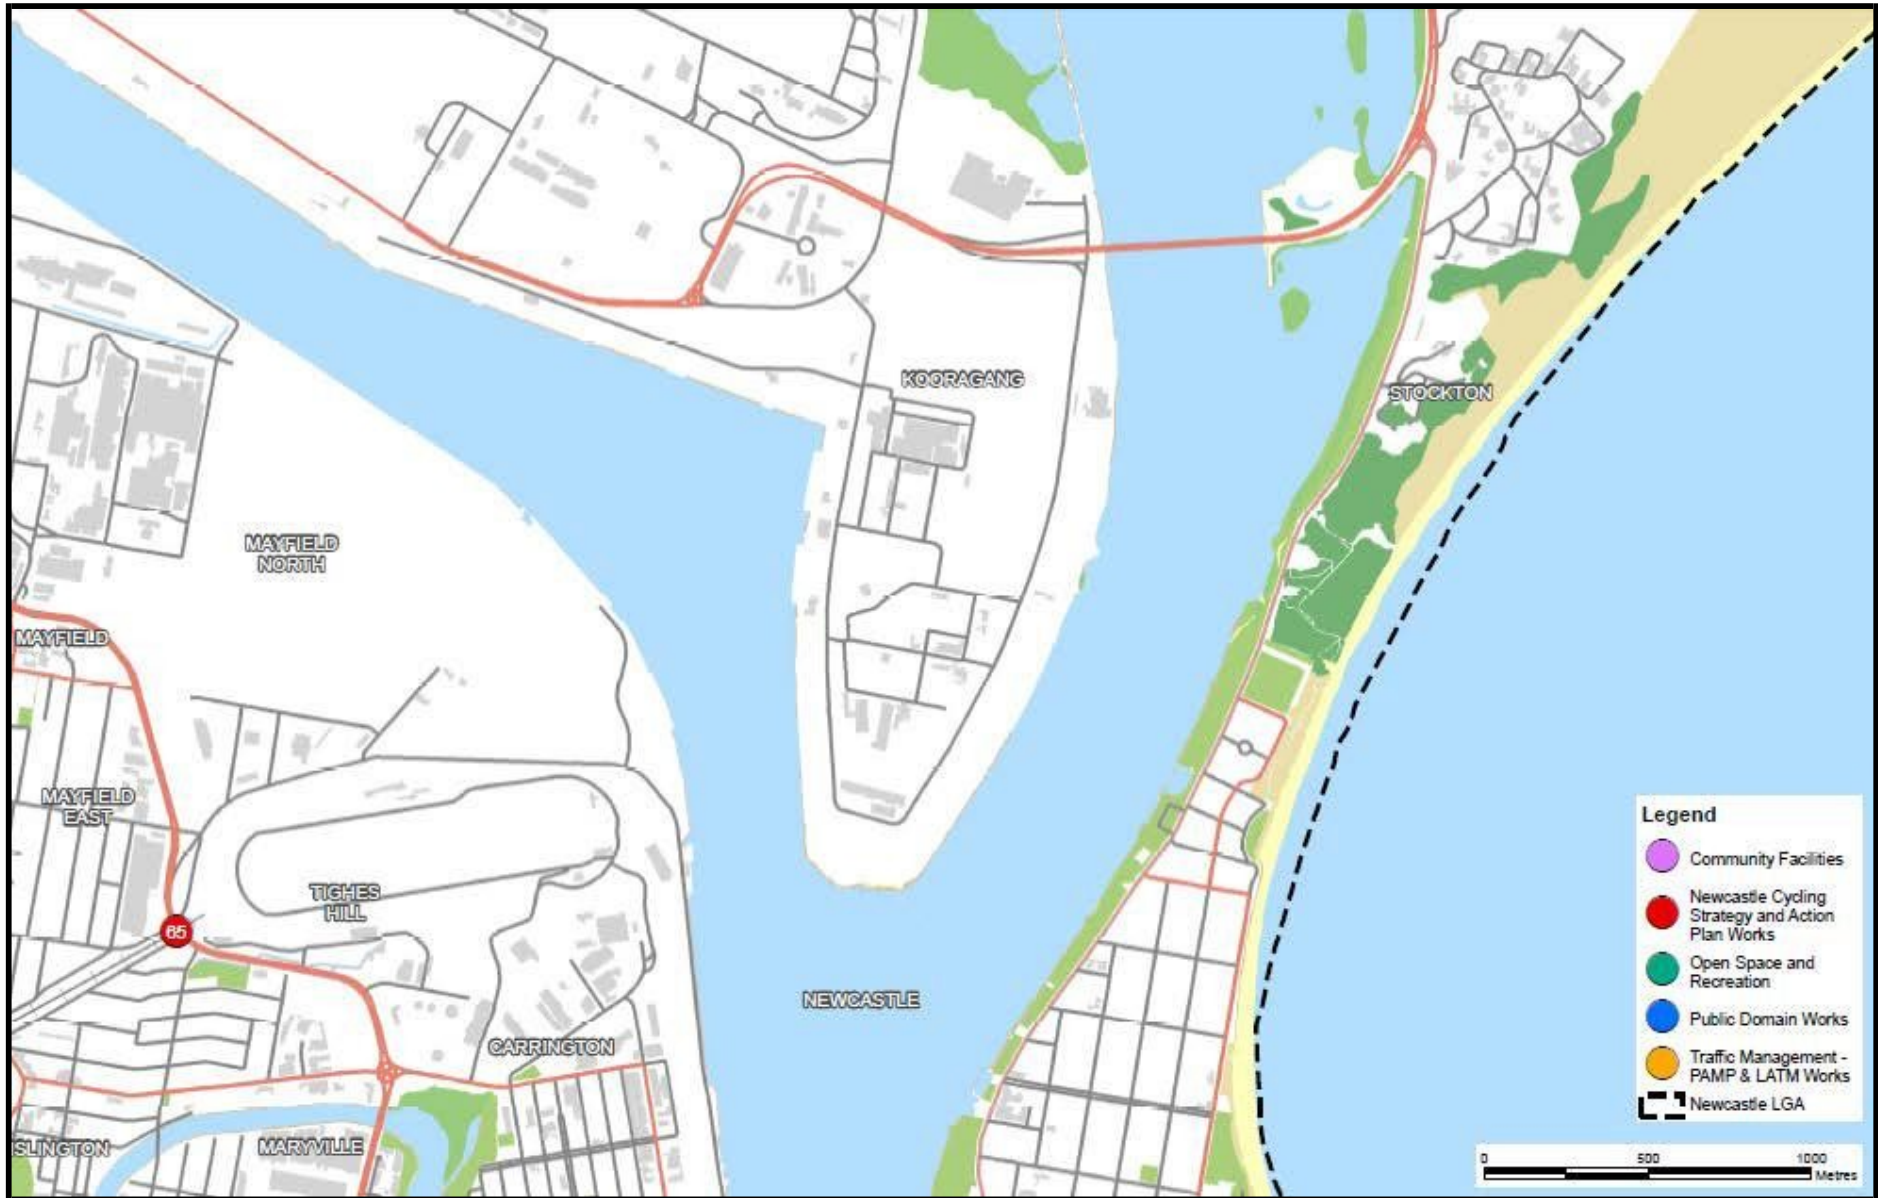 KOORAGANG
STOCKTON
MAYFIELD
NORTH
MAYFIELD
MAYFIELD
EAST
TIGHES
HILL
65
NEWCASTLE
CARRINGTON
SLINGTON
MARYVILLE
Legend
Community Facilities
Newcastle Cycling
Strategy and Action
Plan Works
Open Space and
Recreation
Public Domain Works
Traffic Management -
PAMP & LATM Works
Newcastle LGA
0 500 1000
Metres